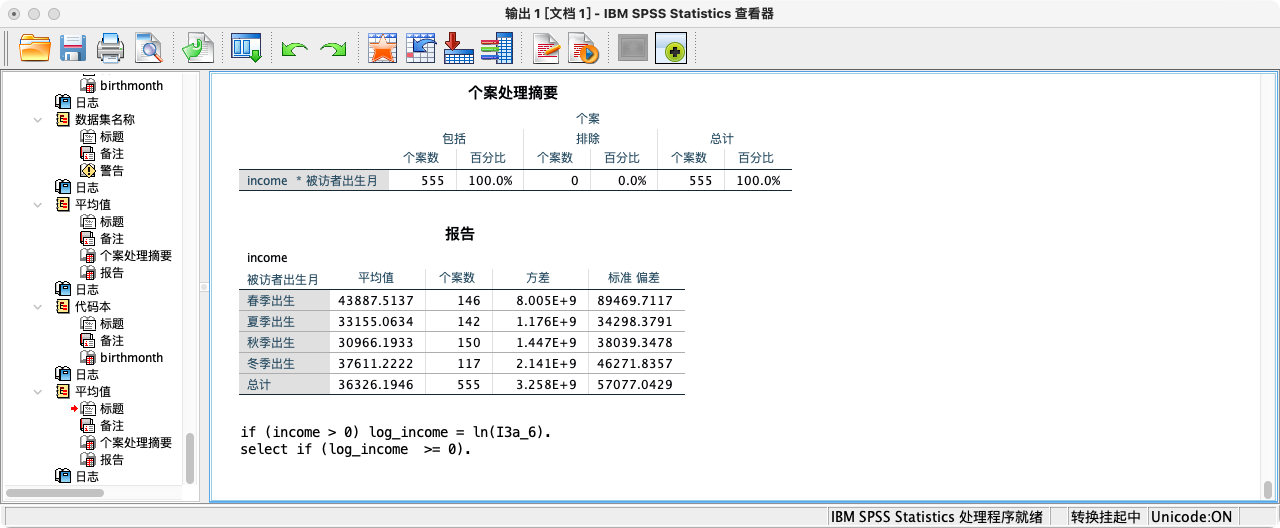 输出 1 [文档 1] - IBM SPSS Statistics 查看器
birthmonth
日志
数据集名称
标题
备注
警告
日志
平均值
标题
备注
个案处理摘要
报告
日志
代码本
标题
备注
birthmonth
日志
平均值
标题
备注
个案处理摘要
报告
日志
个案处理摘要
个案
包括 排除 总计
个案数 百分比 个案数 百分比 个案数 百分比
income * 被访者出生月 555 100.0% 0 0.0% 555 100.0%
报告
income
被访者出生月 平均值 个案数 方差 标准 偏差
春季出生 43887.5137 146 8.005E+9 89469.7117
夏季出生 33155.0634 142 1.176E+9 34298.3791
秋季出生 30966.1933 150 1.447E+9 38039.3478
冬季出生 37611.2222 117 2.141E+9 46271.8357
总计 36326.1946 555 3.258E+9 57077.0429
if (income > 0) log_income = ln(I3a_6).
select if (log_income  >= 0).
IBM SPSS Statistics 处理程序就绪 转换挂起中 Unicode:ON